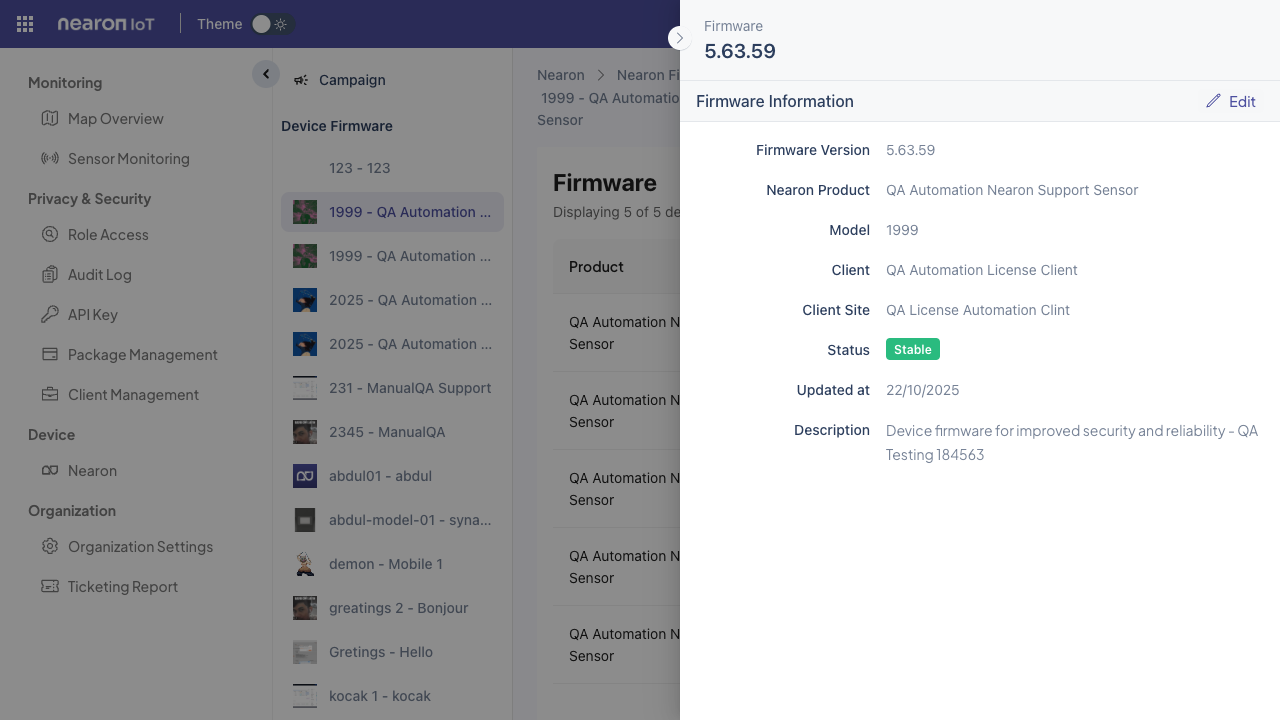 nearon IoT
Theme
Monitoring
Map Overview
Sensor Monitoring
Privacy & Security
Role Access
Audit Log
API Key
Package Management
Client Management
Device
Nearon
Organization
Organization Settings
Ticketing Report
Campaign
Device Firmware
123 - 123
1999 - QA Automation ...
1999 - QA Automation ...
2025 - QA Automation ...
2025 - QA Automation ...
231 - ManualQA Support
2345 - ManualQA
abdul01 - abdul
abdul-model-01 - syna...
demon - Mobile 1
greatings 2 - Bonjour
Gretings - Hello
kocak 1 - kocak
Nearon > Nearon Fi
1999 - QA Automatio
Sensor
Firmware
Displaying 5 of 5 de
Product
QA Automation N
Sensor
QA Automation N
Sensor
QA Automation N
Sensor
QA Automation N
Sensor
QA Automation N
Sensor
Firmware
5.63.59
Firmware Information
Edit
Firmware Version 5.63.59
Nearon Product QA Automation Nearon Support Sensor
Model 1999
Client QA Automation License Client
Client Site QA License Automation Clint
Status Stable
Updated at 22/10/2025
Description Device firmware for improved security and reliability - QA
Testing 184563